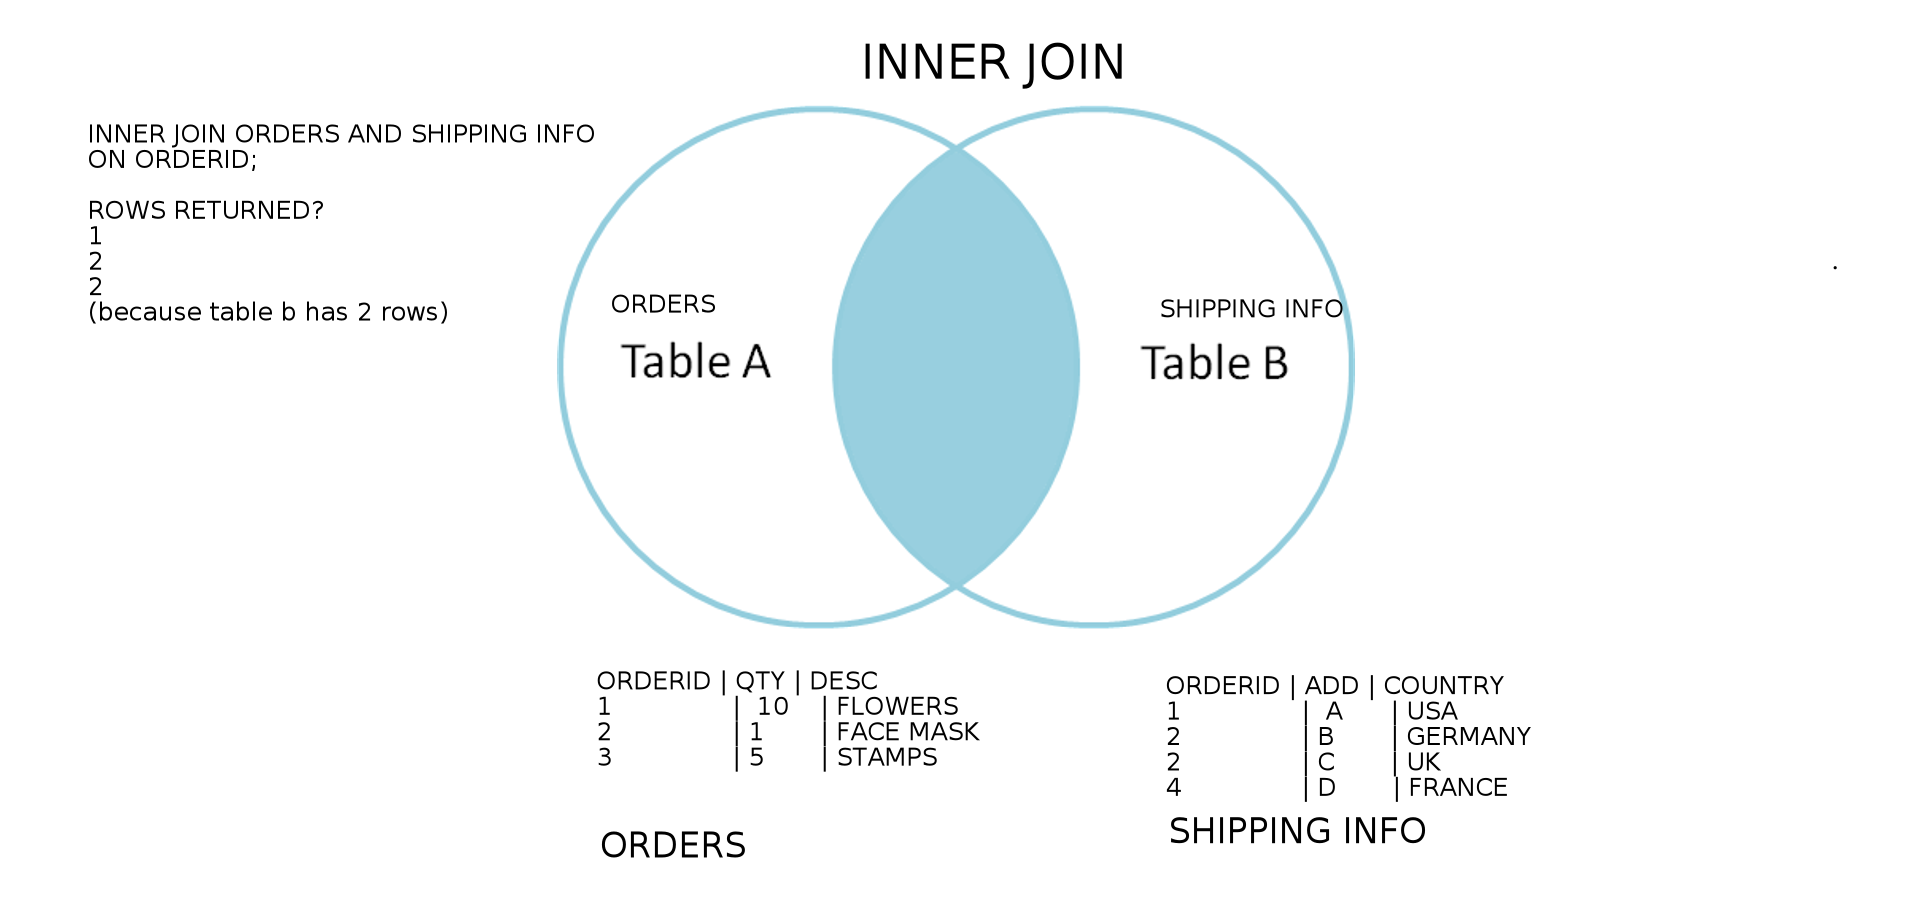 INNER JOIN
INNER JOIN ORDERS AND SHIPPING INFO
ON ORDERID;
ROWS RETURNED?
1
2
2
(because table b has 2 rows)
ORDERS
Table A
SHIPPING INFO
Table B
ORDERID | QTY | DESC
1 | 10 | FLOWERS
2 | 1 | FACE MASK
3 | 5 | STAMPS
ORDERS
ORDERID | ADD | COUNTRY
1 | A | USA
2 | B | GERMANY
2 | C | UK
4 | D | FRANCE
SHIPPING INFO
.